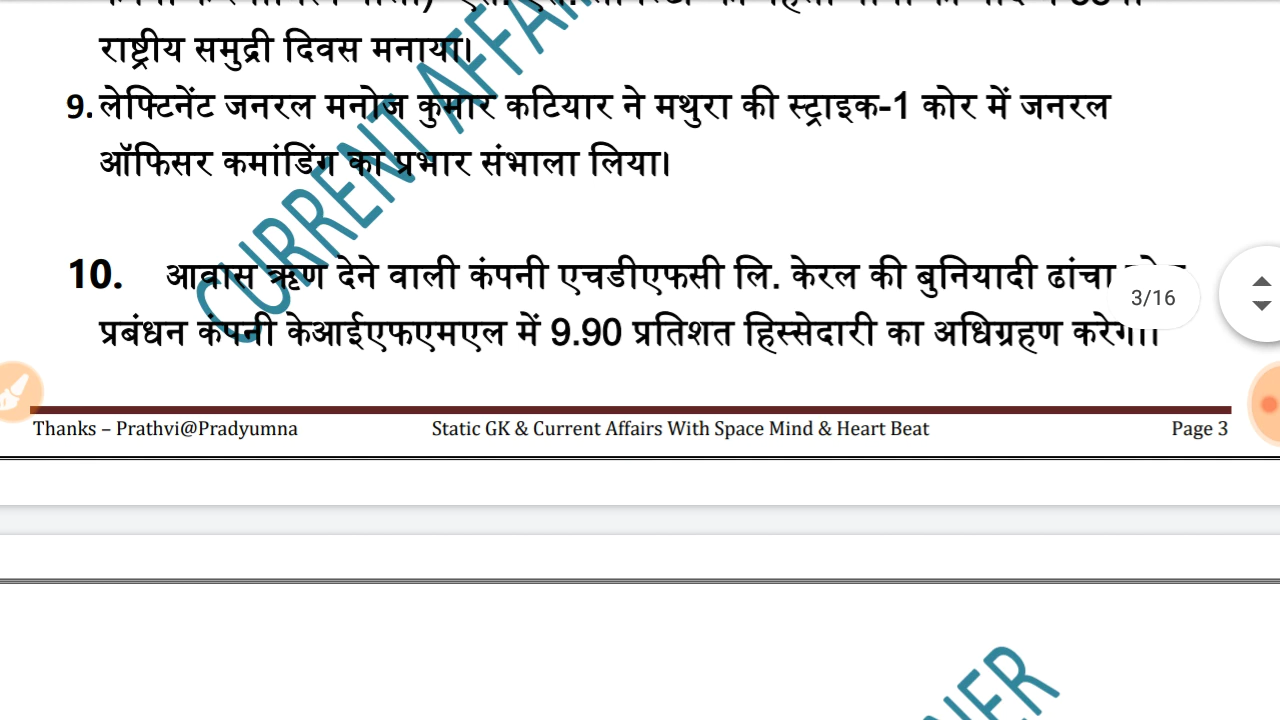 राष्ट्रीय समुद्री दिवस मनाया।
9. लेफ्टिनेंट जनरल मनोज कुमार कटियार ने मथुरा की स्ट्राइक-1 कोर में जनरल
ऑफिसर कमांडिंग का प्रभार संभाला लिया।
10. आवास ऋण देने वाली कंपनी एचडीएफसी लि. केरल की बुनियादी ढांचा
3/16
प्रबंधन कंपनी केआईएफएमएल में 9.90 प्रतिशत हिस्सेदारी का अधिग्रहण करेगी।
Thanks – Prathvi@Pradyumna Static GK & Current Affairs With Space Mind & Heart Beat Page 3
CURRENT AFFAI
NER